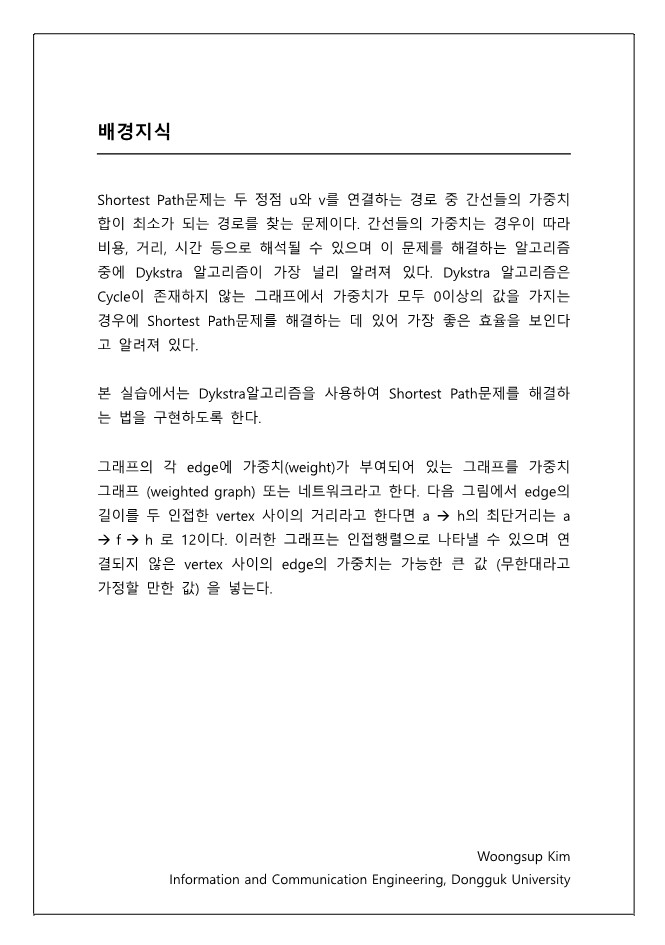 배경지식
Shortest Path문제는 두 정점 u와 v를 연결하는 경로 중 간선들의 가중치
합이 최소가 되는 경로를 찾는 문제이다. 간선들의 가중치는 경우이 따라
비용, 거리, 시간 등으로 해석될 수 있으며 이 문제를 해결하는 알고리즘
중에 Dykstra 알고리즘이 가장 널리 알려져 있다. Dykstra 알고리즘은
Cycle이 존재하지 않는 그래프에서 가중치가 모두 0이상의 값을 가지는
경우에 Shortest Path문제를 해결하는 데 있어 가장 좋은 효율을 보인다
고 알려져 있다.
본 실습에서는 Dykstra알고리즘을 사용하여 Shortest Path문제를 해결하
는 법을 구현하도록 한다.
그래프의 각 edge에 가중치(weight)가 부여되어 있는 그래프를 가중치
그래프 (weighted graph) 또는 네트워크라고 한다. 다음 그림에서 edge의
길이를 두 인접한 vertex 사이의 거리라고 한다면 a → h의 최단거리는 a
→ f → h 로 12이다. 이러한 그래프는 인접행렬으로 나타낼 수 있으며 연
결되지 않은 vertex 사이의 edge의 가중치는 가능한 큰 값 (무한대라고
가정할 만한 값) 을 넣는다.
Woongsup Kim
Information and Communication Engineering, Dongguk University